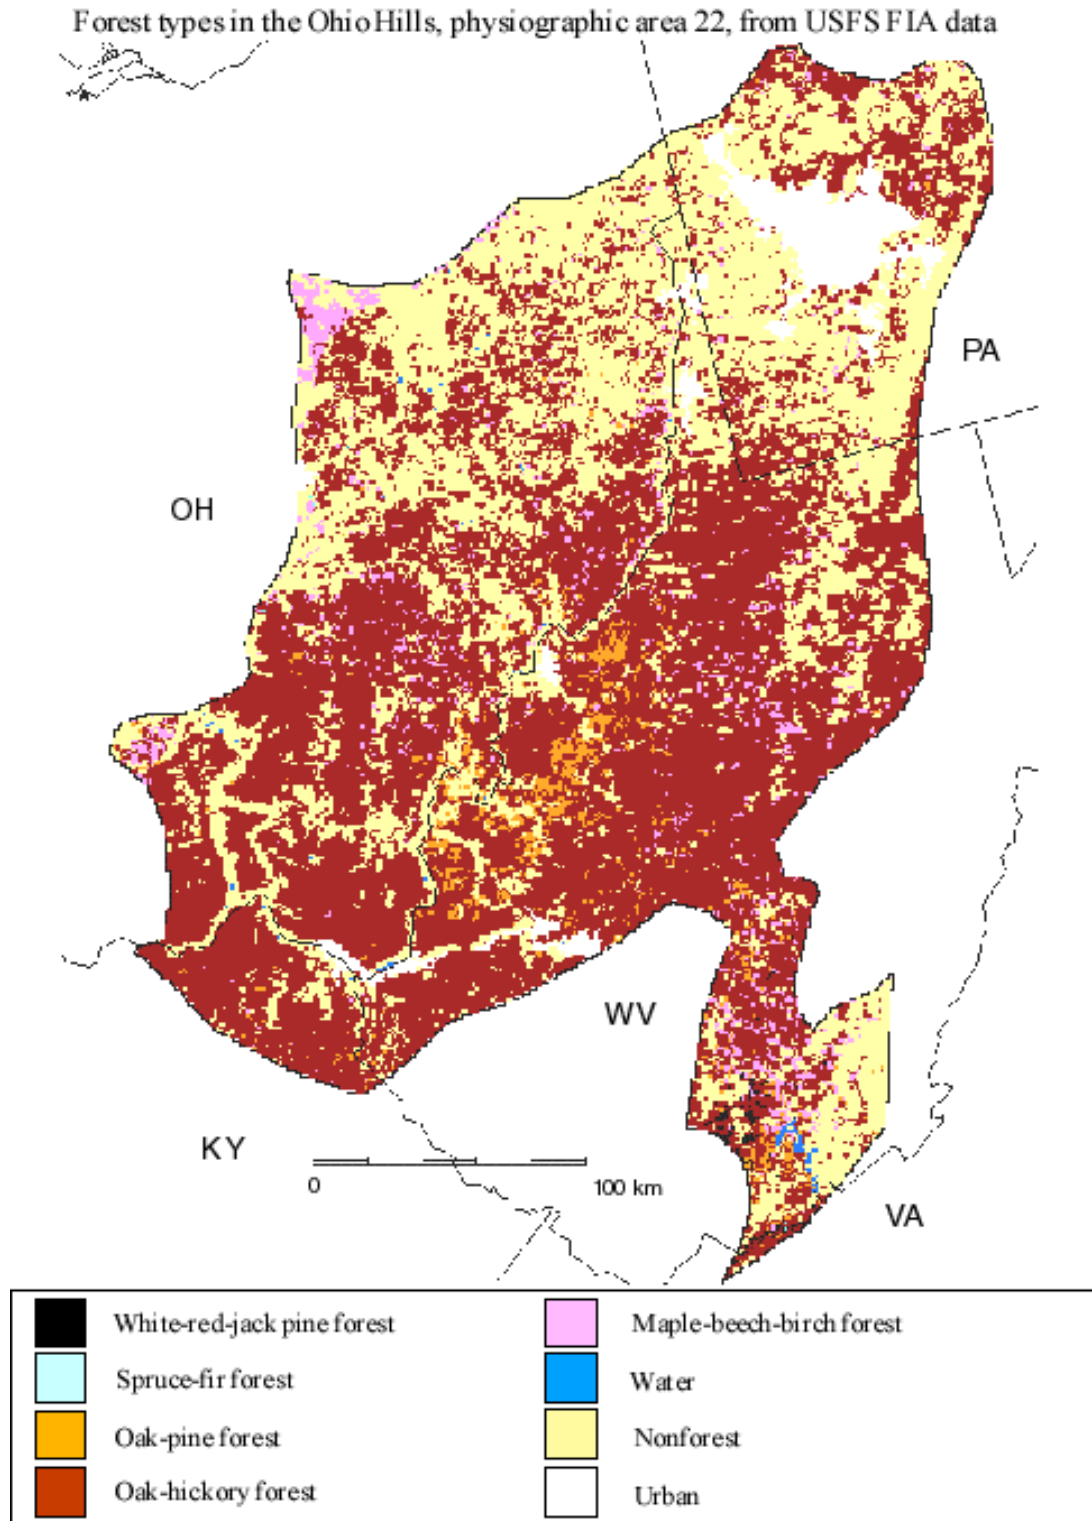 Forest types in the Ohio Hills, physiographic area 22, from USFS FIA data
PA
OH
WV
KY
0 100 km
VA
White-red-jack pine forest
Spruce-fir forest
Oak-pine forest
Oak-hickory forest
Maple-beech-birch forest
Water
Nonforest
Urban